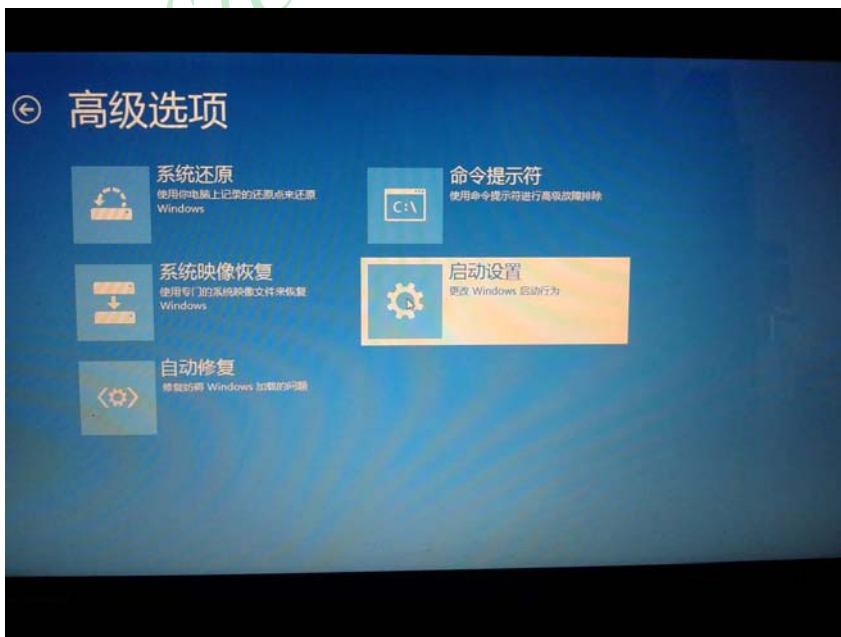 高级选项
系统还原
使用你电脑上记录的还原点来还原
Windows
命令提示符
使用命令提示符进行高级故障排除
C:\
系统映像恢复
使用专门的系统映像文件来恢复
Windows
启动设置
更改 Windows 启动行为
自动修复
修复妨碍 Windows 加载的问题